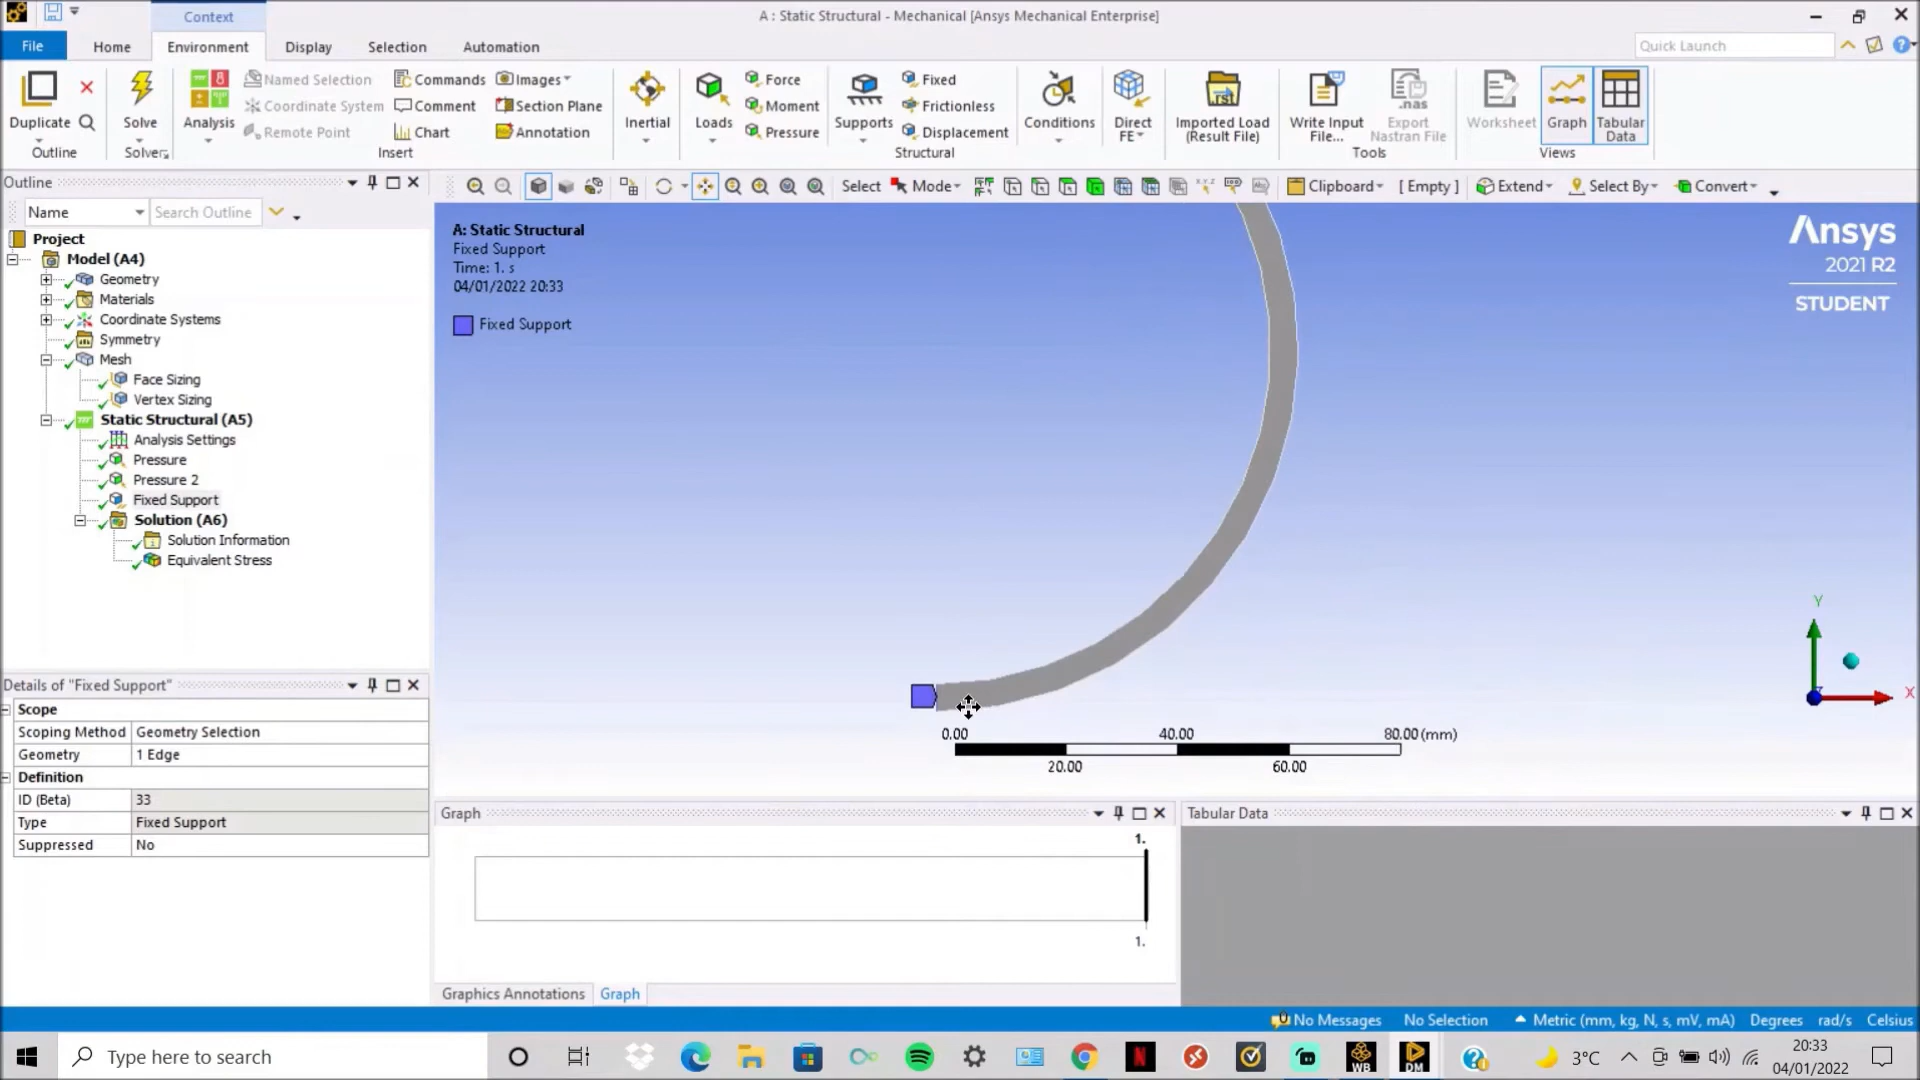 Context
A : Static Structural - Mechanical [Ansys Mechanical Enterprise]
File
Home
Environment
Display
Selection
Automation
Quick Launch
Duplicate
Outline
Solve
Solver
Analysis
Named Selection
Coordinate System
Remote Point
Commands
Comment
Chart
Images
Section Plane
Annotation
Insert
Inertial
Loads
Force
Moment
Pressure
Supports
Fixed
Frictionless
Displacement
Structural
Conditions
Direct
FE
Imported Load
(Result File)
Write Input
File...
Export
Nastran File
.nas
Tools
Worksheet
Graph
Tabular
Data
Views
Outline
Name
Search Outline
Project
Model (A4)
Geometry
Materials
Coordinate Systems
Symmetry
Mesh
Face Sizing
Vertex Sizing
Static Structural (A5)
Analysis Settings
Pressure
Pressure 2
Fixed Support
Solution (A6)
Solution Information
Equivalent Stress
Select
Mode
Clipboard
[ Empty ]
Extend
Select By
Convert
A: Static Structural
Fixed Support
Time: 1. s
04/01/2022 20:33
Fixed Support
Ansys
2021 R2
STUDENT
Y
X
0.00 40.00 80.00 (mm)
20.00 60.00
Details of "Fixed Support"
Scope
Scoping Method Geometry Selection
Geometry 1 Edge
Definition
ID (Beta) 33
Type Fixed Support
Suppressed No
Graph
1.
1.
Graphics Annotations
Graph
Tabular Data
No Messages
No Selection
Metric (mm, kg, N, s, mV, mA)
Degrees
rad/s
Celsius
Type here to search
WB
DM
3°C
20:33
04/01/2022